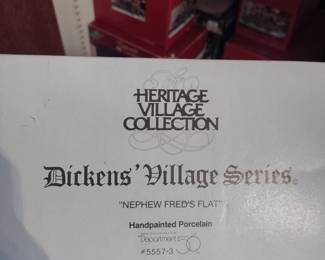 HERITAGE
VILLAGE
COLLECTION
Dickens' Village Series®
"NEPHEW FRED'S FLAT"
Handpainted Porcelain
Department 56
#5557-3